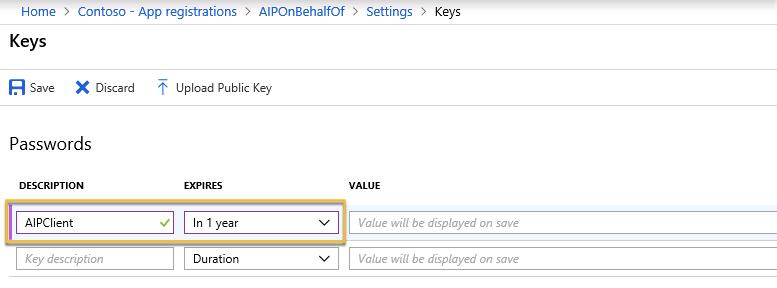 Home > Contoso - App registrations > AIPOnBehalfOf > Settings > Keys
Keys
Save Discard Upload Public Key
Passwords
DESCRIPTION EXPIRES VALUE
AIPClient In 1 year Value will be displayed on save
Key description Duration Value will be displayed on save